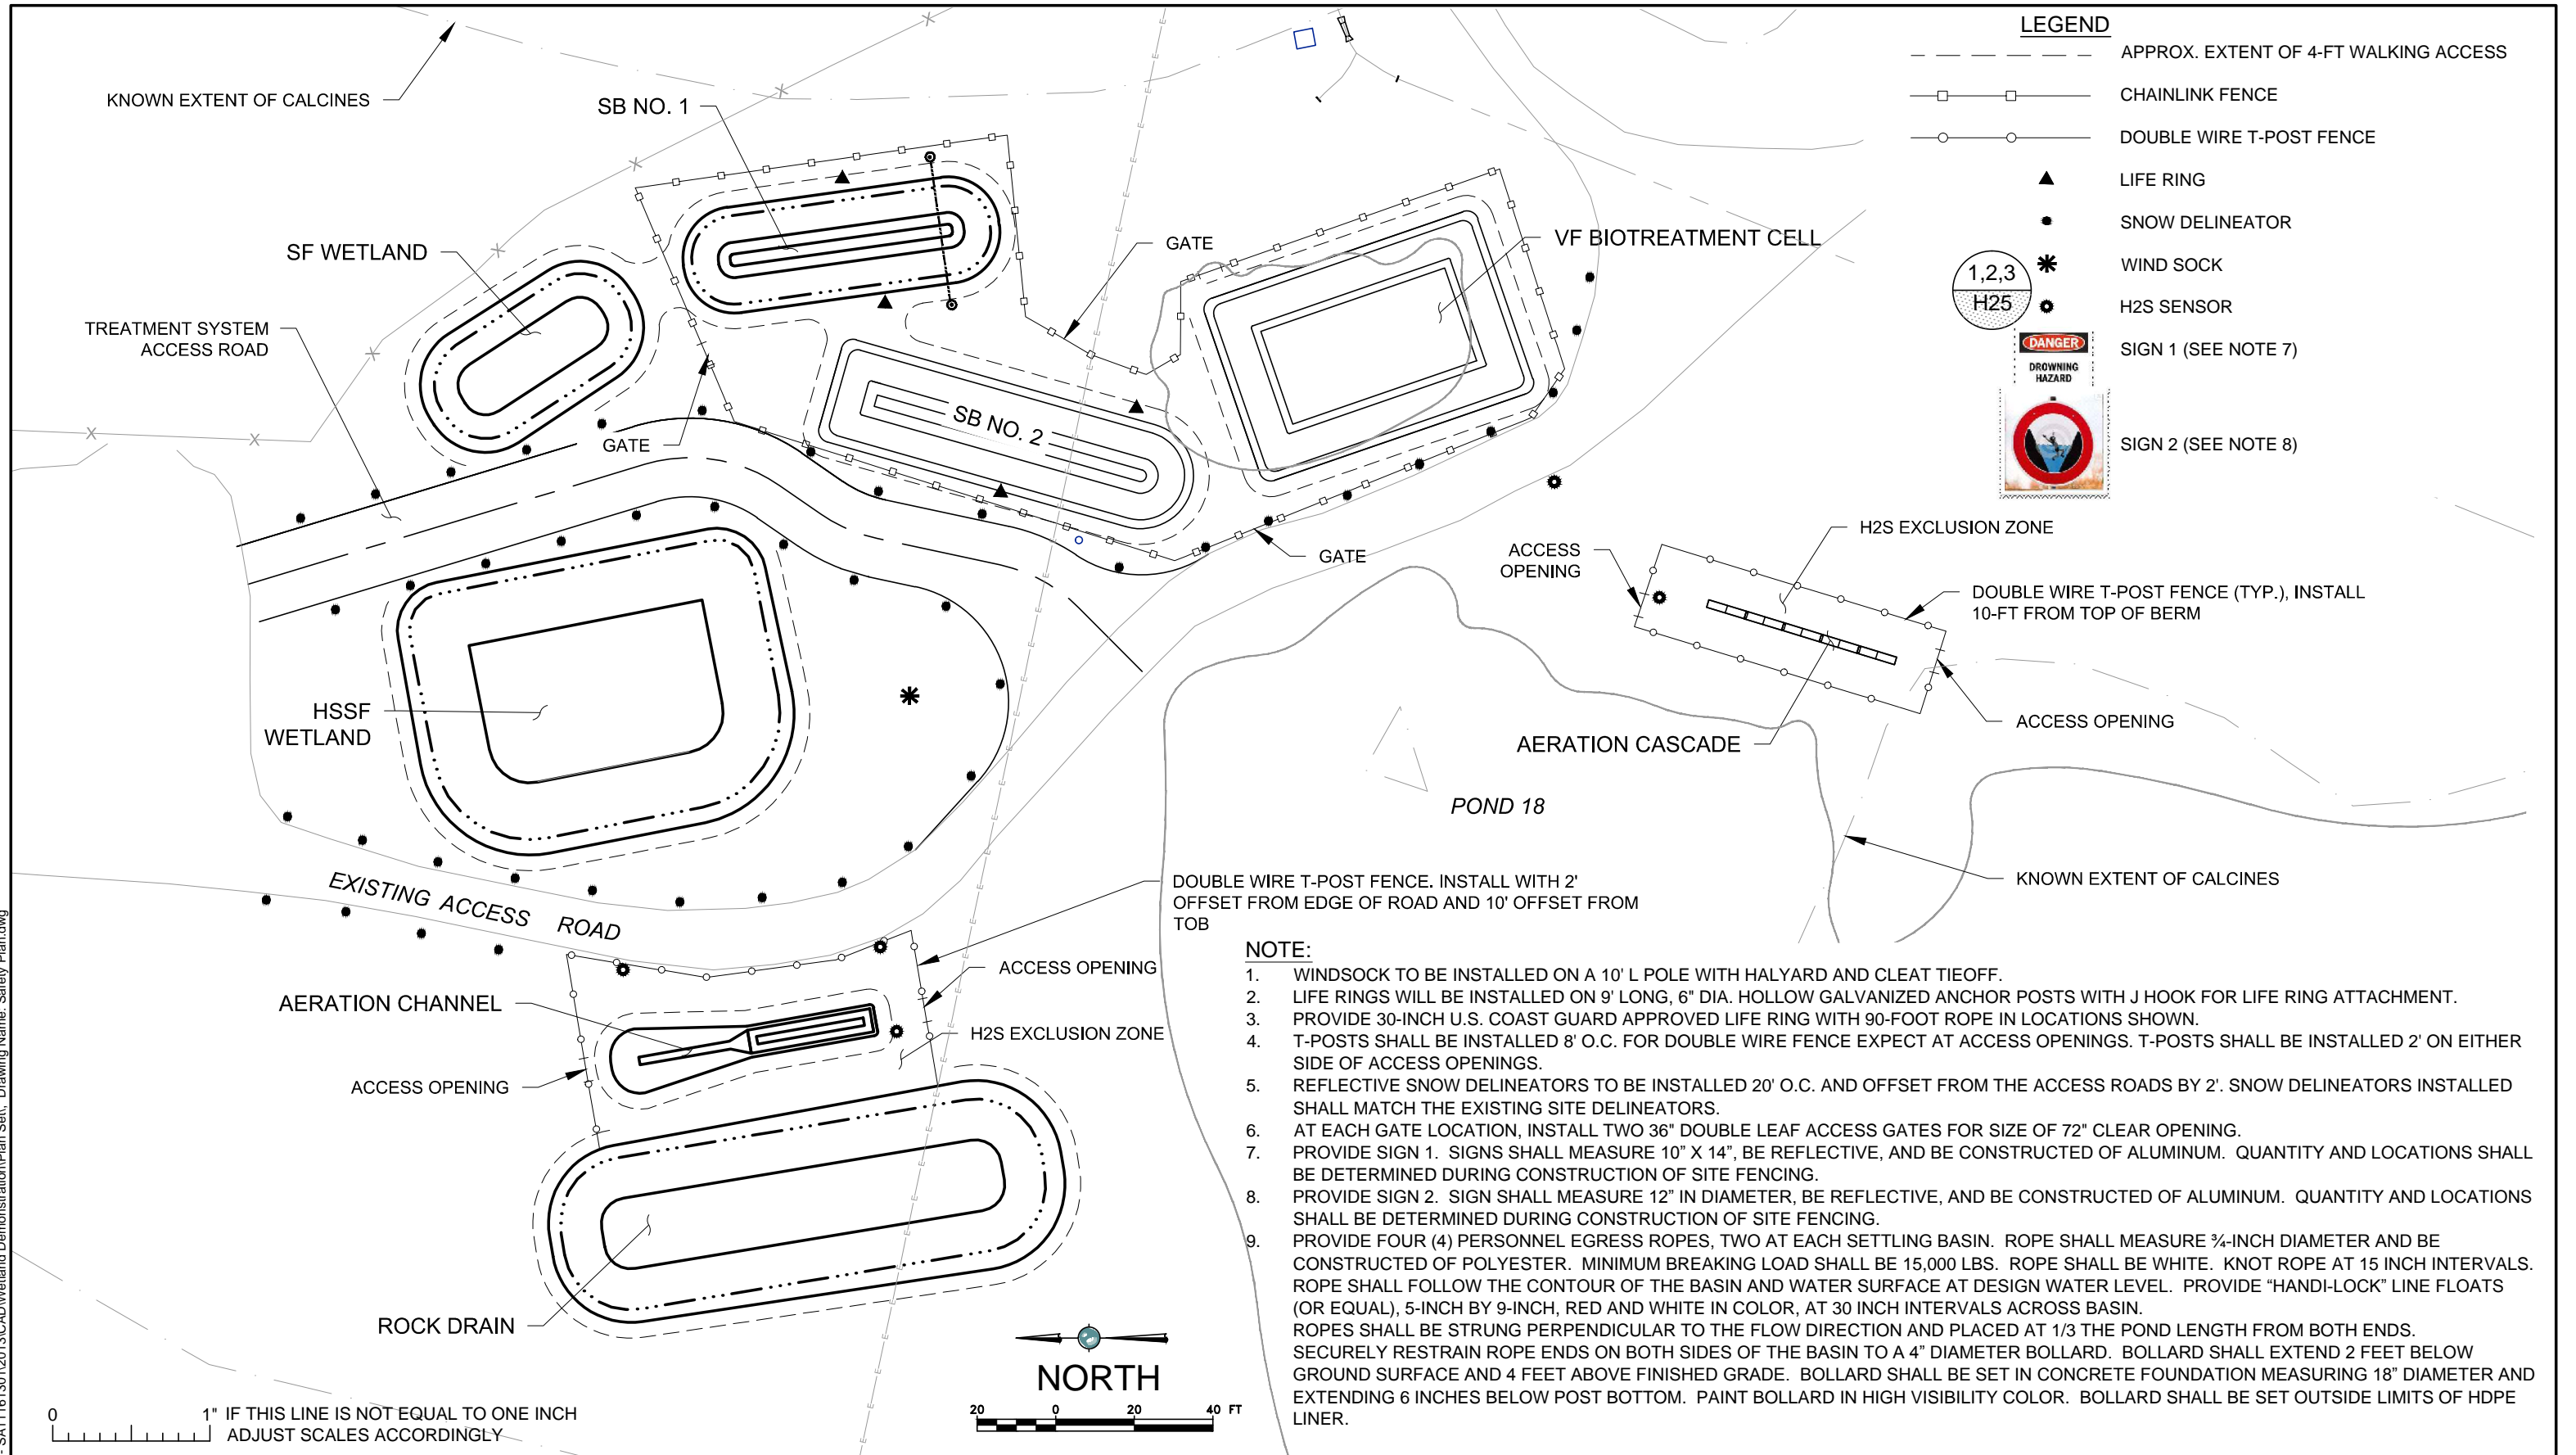 LEGEND
APPROX. EXTENT OF 4-FT WALKING ACCESS
CHAINLINK FENCE
DOUBLE WIRE T-POST FENCE
LIFE RING
SNOW DELINEATOR
WIND SOCK
1,2,3
H25
H2S SENSOR
DANGER
DROWNING
HAZARD
SIGN 1 (SEE NOTE 7)
SIGN 2 (SEE NOTE 8)
KNOWN EXTENT OF CALCINES
SB NO. 1
SF WETLAND
GATE
VF BIOTREATMENT CELL
TREATMENT SYSTEM
ACCESS ROAD
GATE
SB NO. 2
GATE
ACCESS
OPENING
H2S EXCLUSION ZONE
DOUBLE WIRE T-POST FENCE (TYP.), INSTALL
10-FT FROM TOP OF BERM
HSSF
WETLAND
ACCESS OPENING
AERATION CASCADE
POND 18
KNOWN EXTENT OF CALCINES
EXISTING ACCESS ROAD
DOUBLE WIRE T-POST FENCE. INSTALL WITH 2'
OFFSET FROM EDGE OF ROAD AND 10' OFFSET FROM
TOB
ACCESS OPENING
AERATION CHANNEL
H2S EXCLUSION ZONE
ACCESS OPENING
ROCK DRAIN
NOTE:
1. WINDSOCK TO BE INSTALLED ON A 10' L POLE WITH HALYARD AND CLEAT TIEOFF.
2. LIFE RINGS WILL BE INSTALLED ON 9' LONG, 6" DIA. HOLLOW GALVANIZED ANCHOR POSTS WITH J HOOK FOR LIFE RING ATTACHMENT.
3. PROVIDE 30-INCH U.S. COAST GUARD APPROVED LIFE RING WITH 90-FOOT ROPE IN LOCATIONS SHOWN.
4. T-POSTS SHALL BE INSTALLED 8' O.C. FOR DOUBLE WIRE FENCE EXPECT AT ACCESS OPENINGS. T-POSTS SHALL BE INSTALLED 2' ON EITHER
SIDE OF ACCESS OPENINGS.
5. REFLECTIVE SNOW DELINEATORS TO BE INSTALLED 20' O.C. AND OFFSET FROM THE ACCESS ROADS BY 2'. SNOW DELINEATORS INSTALLED
SHALL MATCH THE EXISTING SITE DELINEATORS.
6. AT EACH GATE LOCATION, INSTALL TWO 36" DOUBLE LEAF ACCESS GATES FOR SIZE OF 72" CLEAR OPENING.
7. PROVIDE SIGN 1. SIGNS SHALL MEASURE 10” X 14”, BE REFLECTIVE, AND BE CONSTRUCTED OF ALUMINUM. QUANTITY AND LOCATIONS SHALL
BE DETERMINED DURING CONSTRUCTION OF SITE FENCING.
8. PROVIDE SIGN 2. SIGN SHALL MEASURE 12” IN DIAMETER, BE REFLECTIVE, AND BE CONSTRUCTED OF ALUMINUM. QUANTITY AND LOCATIONS
SHALL BE DETERMINED DURING CONSTRUCTION OF SITE FENCING.
9. PROVIDE FOUR (4) PERSONNEL EGRESS ROPES, TWO AT EACH SETTLING BASIN. ROPE SHALL MEASURE ¾-INCH DIAMETER AND BE
CONSTRUCTED OF POLYESTER. MINIMUM BREAKING LOAD SHALL BE 15,000 LBS. ROPE SHALL BE WHITE. KNOT ROPE AT 15 INCH INTERVALS.
ROPE SHALL FOLLOW THE CONTOUR OF THE BASIN AND WATER SURFACE AT DESIGN WATER LEVEL. PROVIDE “HANDI-LOCK” LINE FLOATS
(OR EQUAL), 5-INCH BY 9-INCH, RED AND WHITE IN COLOR, AT 30 INCH INTERVALS ACROSS BASIN.
ROPES SHALL BE STRUNG PERPENDICULAR TO THE FLOW DIRECTION AND PLACED AT 1/3 THE POND LENGTH FROM BOTH ENDS.
SECURELY RESTRAIN ROPE ENDS ON BOTH SIDES OF THE BASIN TO A 4” DIAMETER BOLLARD. BOLLARD SHALL EXTEND 2 FEET BELOW
GROUND SURFACE AND 4 FEET ABOVE FINISHED GRADE. BOLLARD SHALL BE SET IN CONCRETE FOUNDATION MEASURING 18” DIAMETER AND
EXTENDING 6 INCHES BELOW POST BOTTOM. PAINT BOLLARD IN HIGH VISIBILITY COLOR. BOLLARD SHALL BE SET OUTSIDE LIMITS OF HDPE
LINER.
NORTH
20 0 20 40 FT
0 1" IF THIS LINE IS NOT EQUAL TO ONE INCH
ADJUST SCALES ACCORDINGLY